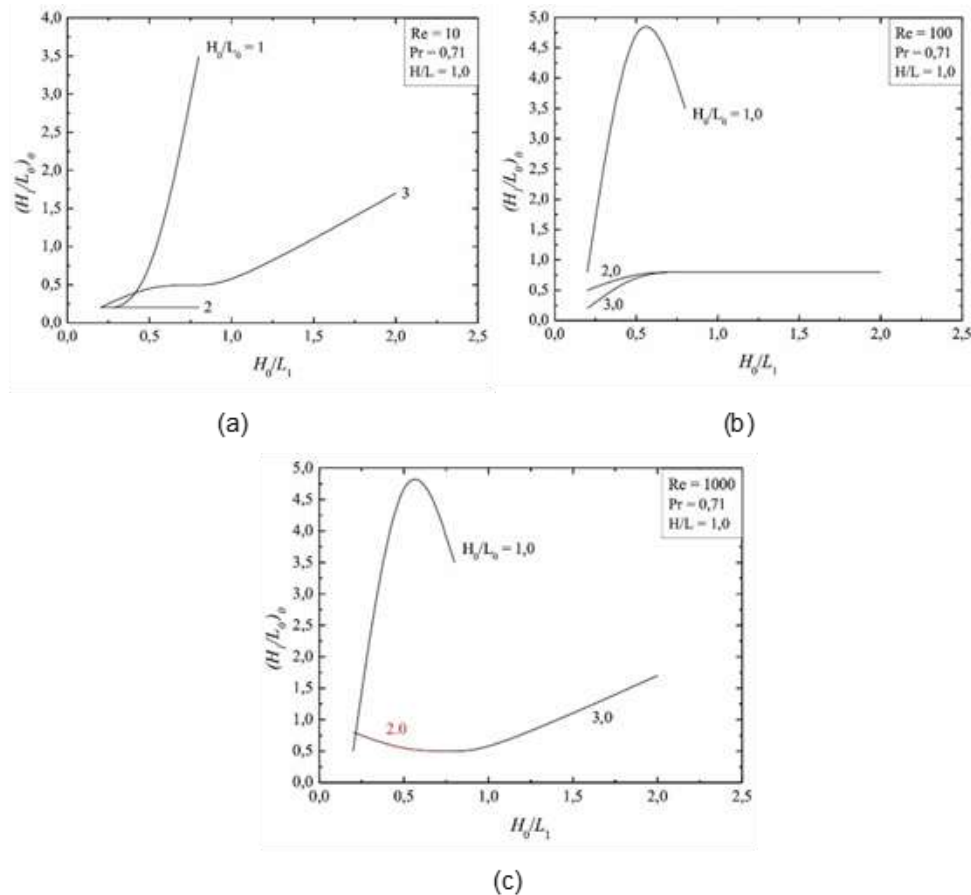 4,0
3,5
3,0
2,5
2,0
1,5
1,0
0,5
0,0
(H1/L0)0
H0/L0 = 1
3
2
Re = 10
Pr = 0,71
H/L = 1,0
0,0 0,5 1,0 1,5 2,0 2,5
H0/L1
(a)
5,0
4,5
4,0
3,5
3,0
2,5
2,0
1,5
1,0
0,5
0,0
(H1/L0)0
H0/L0 = 1,0
2,0
3,0
Re = 100
Pr = 0,71
H/L = 1,0
0,0 0,5 1,0 1,5 2,0 2,5
H0/L1
(b)
5,0
4,5
4,0
3,5
3,0
2,5
2,0
1,5
1,0
0,5
0,0
(H1/L0)0
H0/L0 = 1,0
2.0
3,0
Re = 1000
Pr = 0,71
H/L = 1,0
0,0 0,5 1,0 1,5 2,0 2,5
H0/L1
(c)